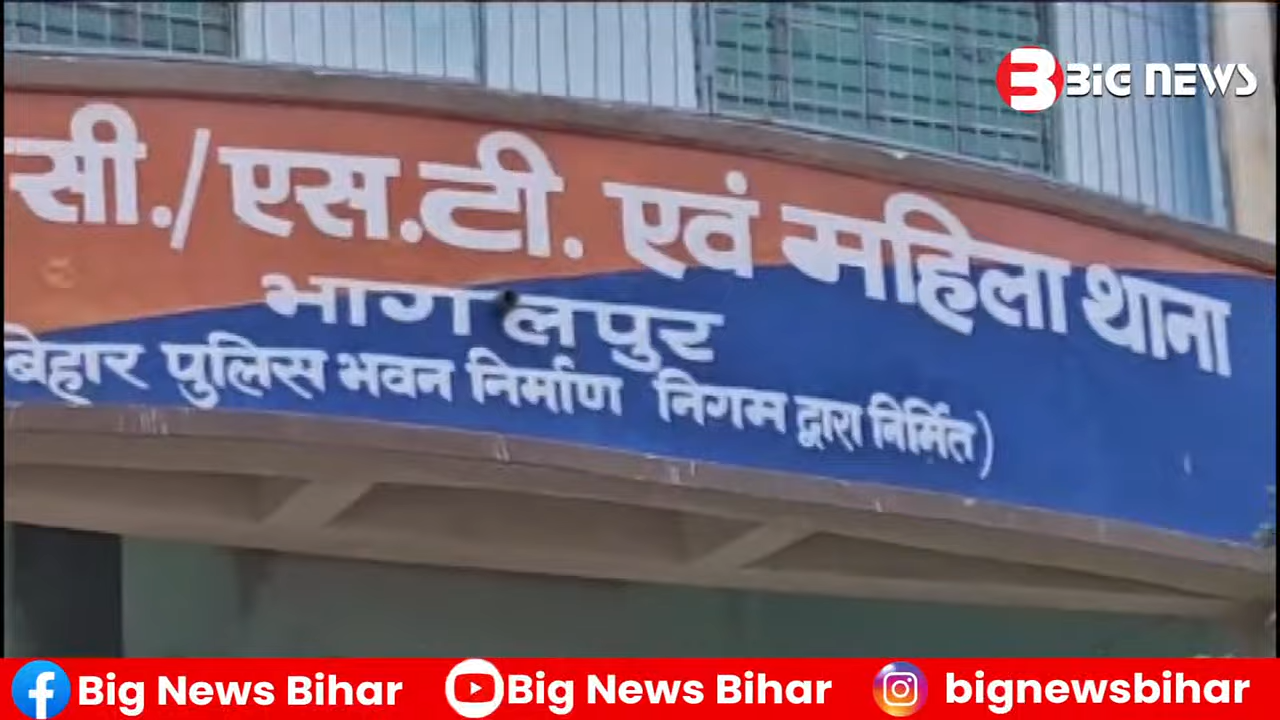 BIG NEWS
सी./एस.टी. एवं महिला थाना
भागलपुर
बिहार पुलिस भवन निर्माण निगम द्वारा निर्मित)
Big News Bihar
Big News Bihar
bignewsbihar